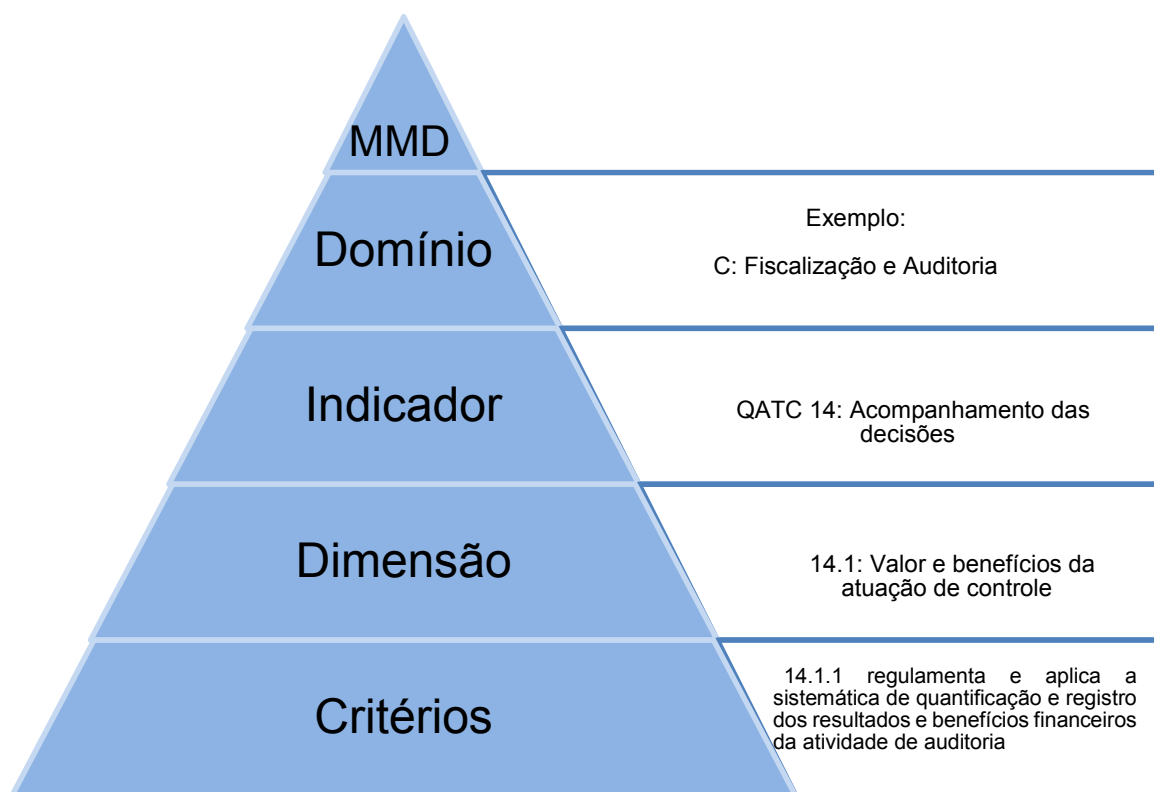 MMD
Domínio
Exemplo:
C: Fiscalização e Auditoria
Indicador
QATC 14: Acompanhamento das
decisões
Dimensão
14.1: Valor e benefícios da
atuação de controle
Critérios
14.1.1 regulamenta e aplica a
sistemática de quantificação e registro
dos resultados e benefícios financeiros
da atividade de auditoria